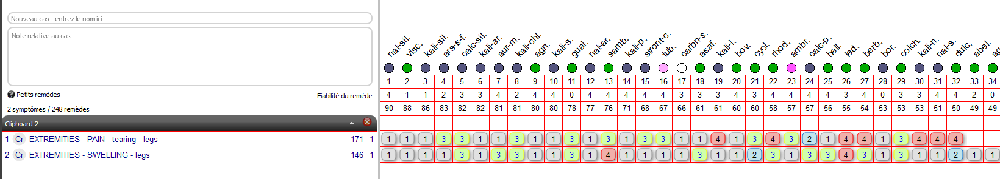 Nouveau cas - entrez le nom ici
Note relative au cas
Petits remèdes Fiabilité du remède
2 symptômes / 248 remèdes
nat-sil. visc. kali-sil. ars-s-f. calc-sil. kali-ar. aur-m. kali-chl. agn. kali-s. guai. nat-ar. samb. kali-p. stront-c. tub. carbn-s. asaf. kali-i. bov. cycl. rhod. ambr. calc-p. hell. led. berb. bor. colch. kali-n. nat-s. dulc. abel.
1 2 3 4 5 6 7 8 9 10 11 12 13 14 15 16 17 18 19 20 21 22 23 24 25 26 27 28 29 30 31 32 33 34
4 1 1 2 3 3 4 2 4 4 0 4 4 4 4 4 3 3 3 4 3 4 4 4 4 3 4 0 3 3 4 4 2 0
90 88 86 83 82 82 81 81 80 80 78 77 76 71 68 67 66 61 61 60 60 58 57 57 56 55 54 53 53 53 51 50 49 49
Clipboard 2
1 Cr EXTREMITIES - PAIN - tearing - legs 171 1 1 1 1 3 3 1 1 3 1 1 3 1 3 1 3 3 1 1 4 1 3 4 3 2 1 4 4 1 3 4 4 4
2 Cr EXTREMITIES - SWELLING - legs 146 1 1 1 1 1 3 1 3 3 1 1 3 1 4 1 1 1 1 3 1 1 2 3 1 3 3 4 3 1 3 1 1 2 1 1